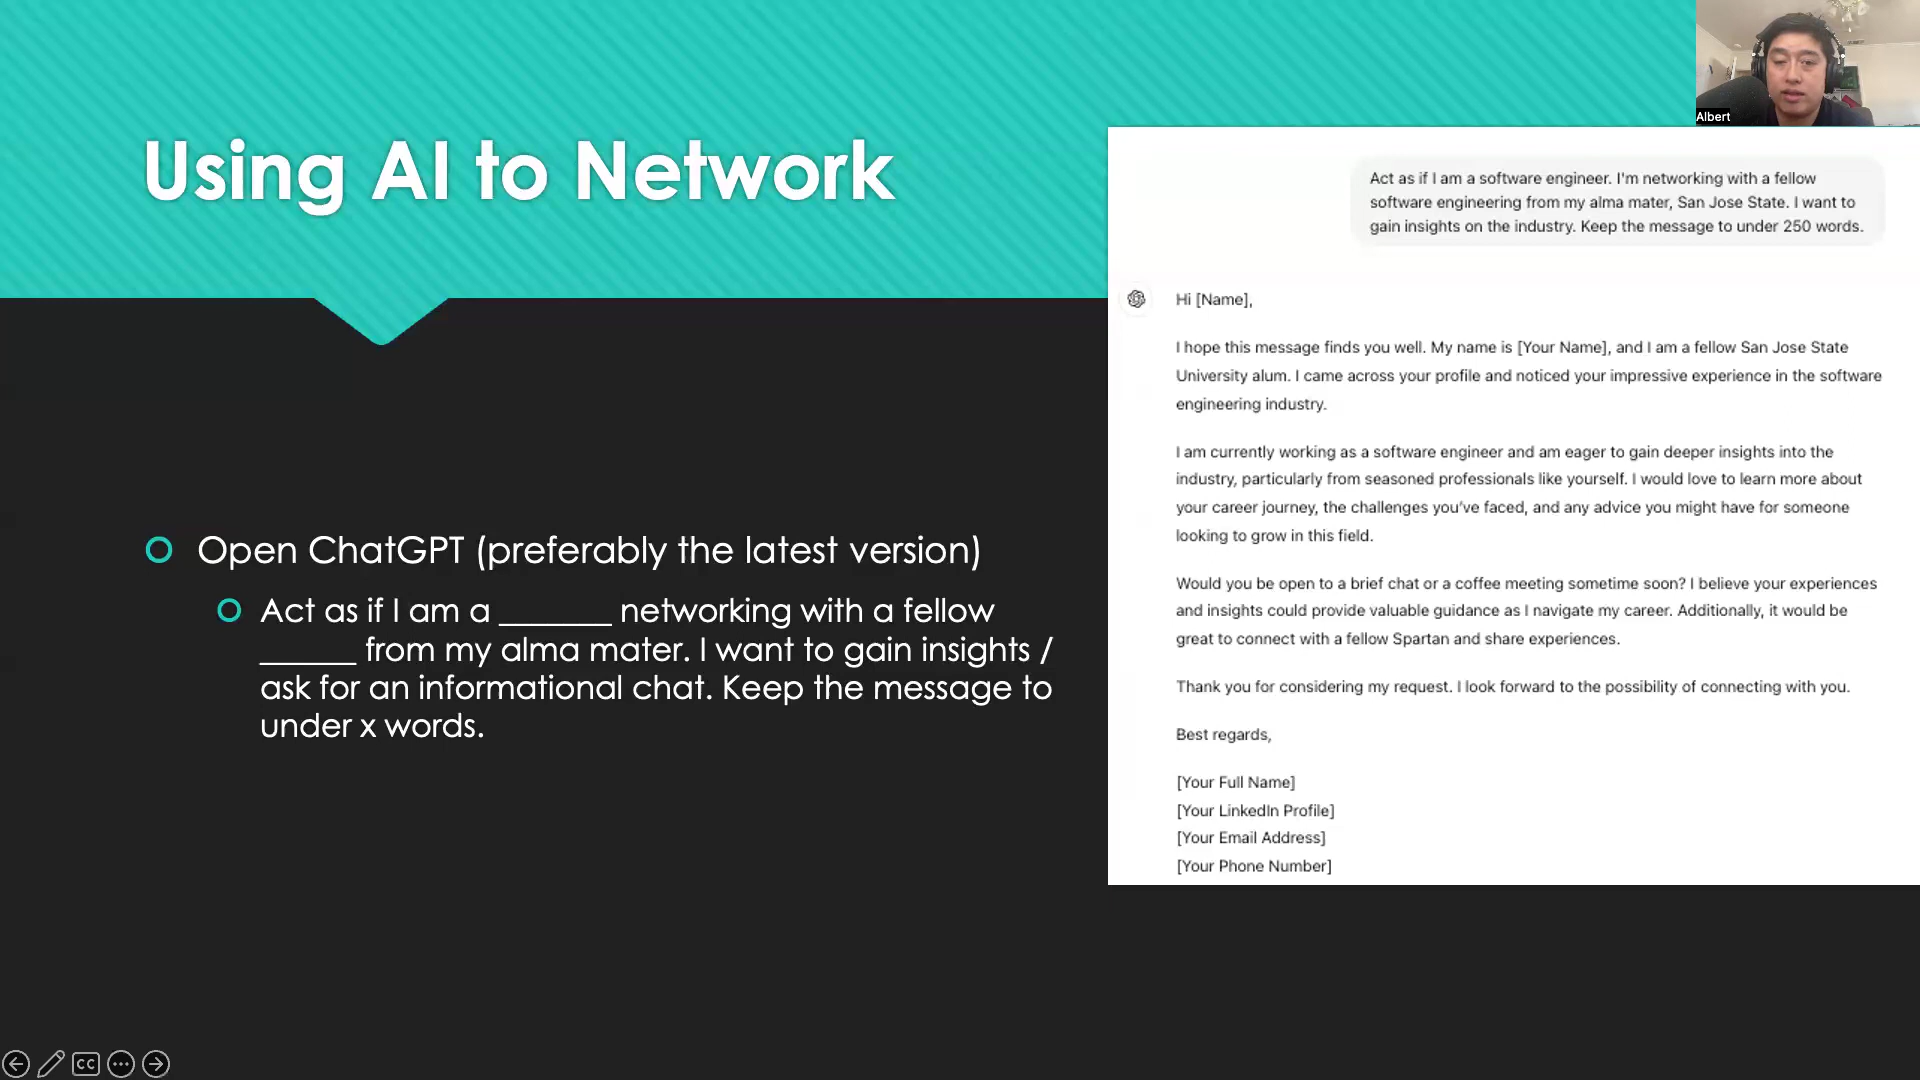 Using AI to Network
Open ChatGPT (preferably the latest version)
Act as if I am a _______ networking with a fellow
______ from my alma mater. I want to gain insights /
ask for an informational chat. Keep the message to
under x words.
Albert
Act as if I am a software engineer. I'm networking with a fellow
software engineering from my alma mater, San Jose State. I want to
gain insights on the industry. Keep the message to under 250 words.
Hi [Name],
I hope this message finds you well. My name is [Your Name], and I am a fellow San Jose State
University alum. I came across your profile and noticed your impressive experience in the software
engineering industry.
I am currently working as a software engineer and am eager to gain deeper insights into the
industry, particularly from seasoned professionals like yourself. I would love to learn more about
your career journey, the challenges you've faced, and any advice you might have for someone
looking to grow in this field.
Would you be open to a brief chat or a coffee meeting sometime soon? I believe your experiences
and insights could provide valuable guidance as I navigate my career. Additionally, it would be
great to connect with a fellow Spartan and share experiences.
Thank you for considering my request. I look forward to the possibility of connecting with you.
Best regards,
[Your Full Name]
[Your LinkedIn Profile]
[Your Email Address]
[Your Phone Number]
CC